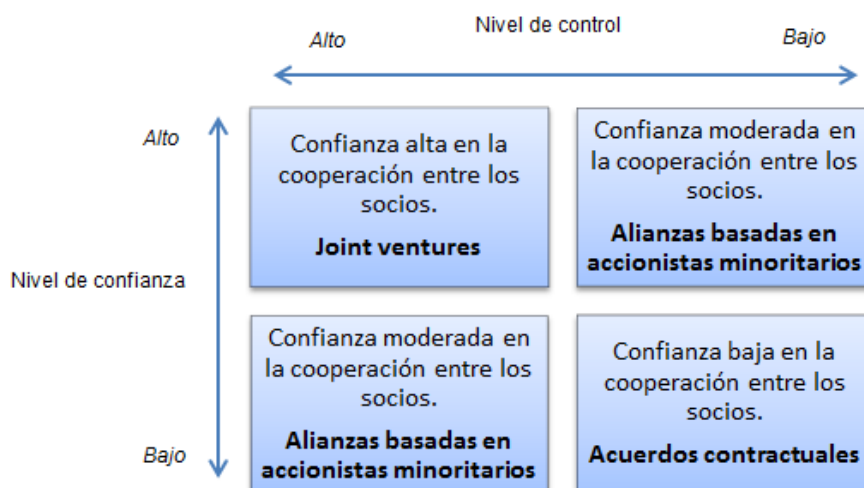 Nivel de control
Alto
Bajo
Alto
Confianza alta en la
cooperación entre los
socios.
Joint ventures
Confianza moderada en
la cooperación entre los
socios.
Alianzas basadas en
accionistas minoritarios
Nivel de confianza
Confianza moderada en
la cooperación entre los
socios.
Alianzas basadas en
accionistas minoritarios
Confianza baja en la
cooperación entre los
socios.
Acuerdos contractuales
Bajo